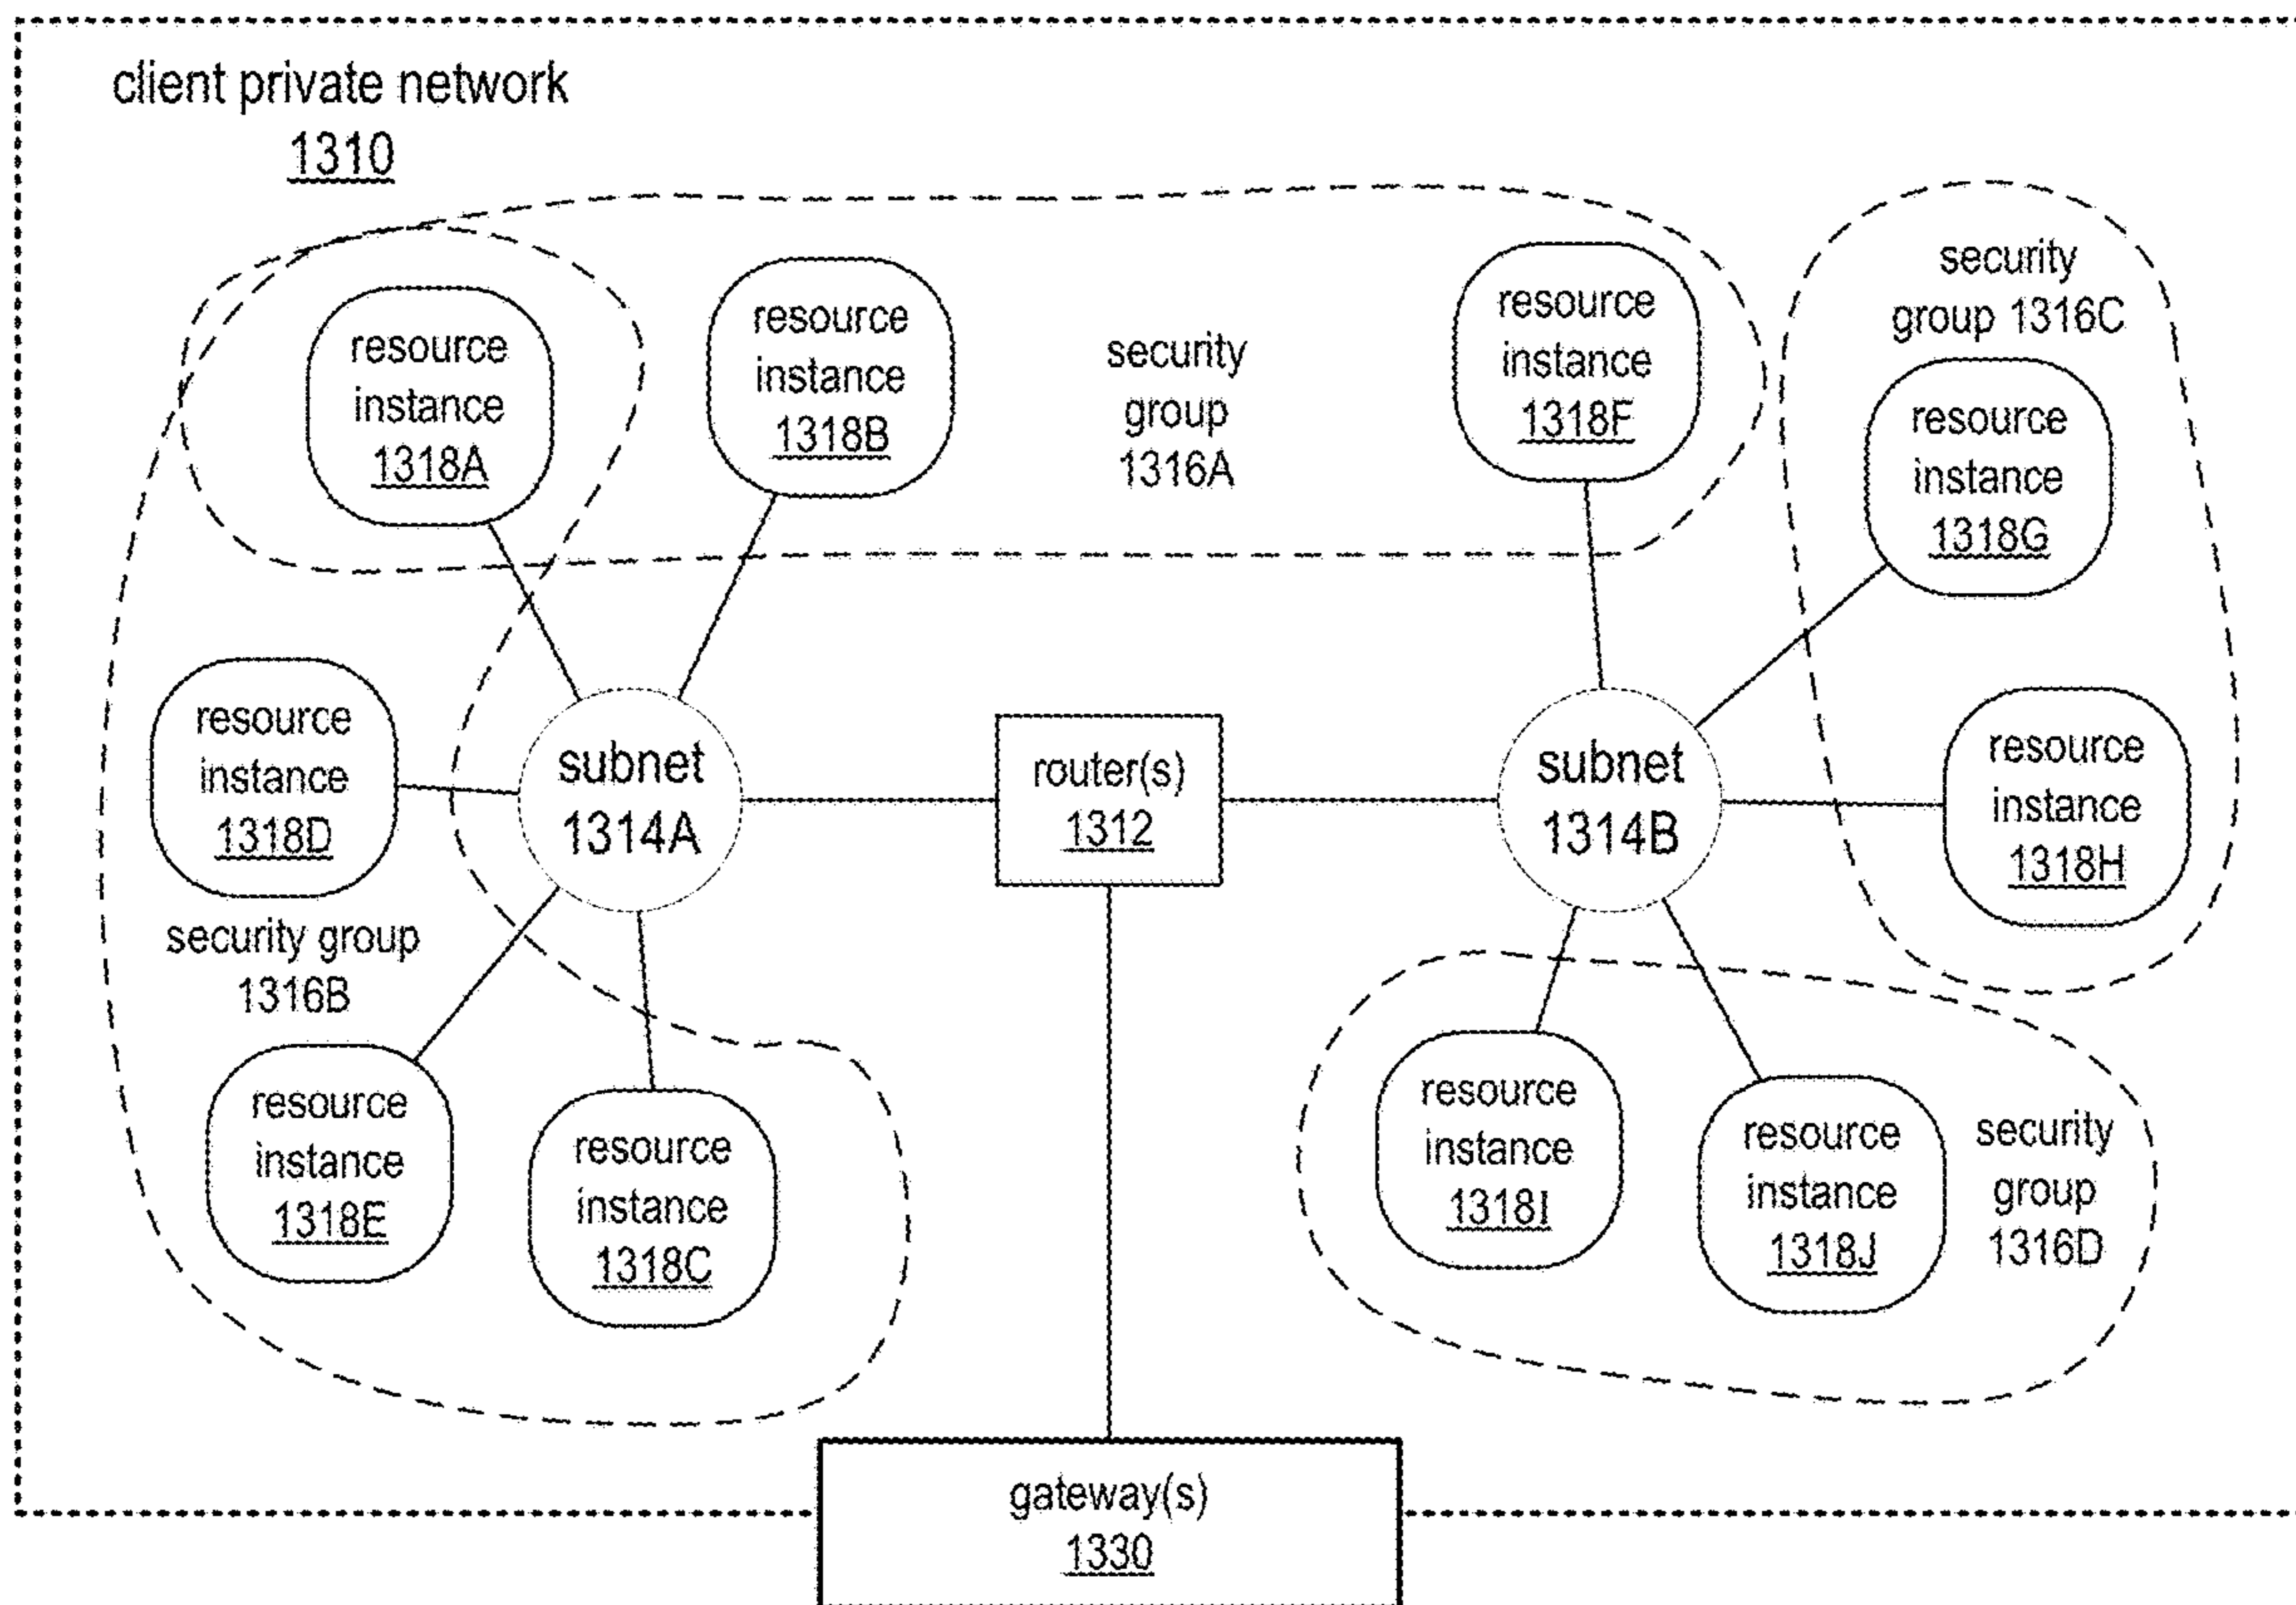 client private network
1310
resource
instance
1318A
resource
instance
1318B
security
group
1316A
resource
instance
1318F
security
group 1316C
resource
instance
1318G
resource
instance
1318D
subnet
1314A
router(s)
1312
subnet
1314B
resource
instance
1318H
security group
1316B
resource
instance
1318E
resource
instance
1318C
resource
instance
1318I
resource
instance
1318J
security
group
1316D
gateway(s)
1330